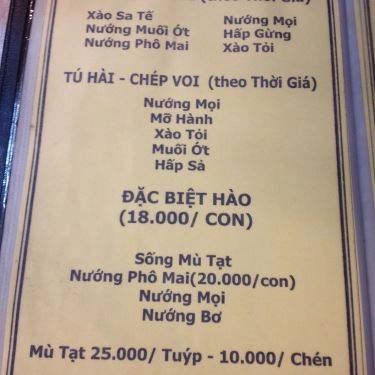 (theo Thời Giá)
Xào Sa Tế
Nướng Muối Ớt
Nướng Phô Mai
Nướng Mọi
Hấp Gừng
Xào Tỏi
TÚ HÀI - CHÉP VOI (theo Thời Giá)
Nướng Mọi
Mỡ Hành
Xào Tỏi
Muối Ớt
Hấp Sả
ĐẶC BIỆT HÀO
(18.000/ CON)
Sống Mù Tạt
Nướng Phô Mai(20.000/con)
Nướng Mọi
Nướng Bơ
Mù Tạt 25.000/ Tuýp - 10.000/ Chén